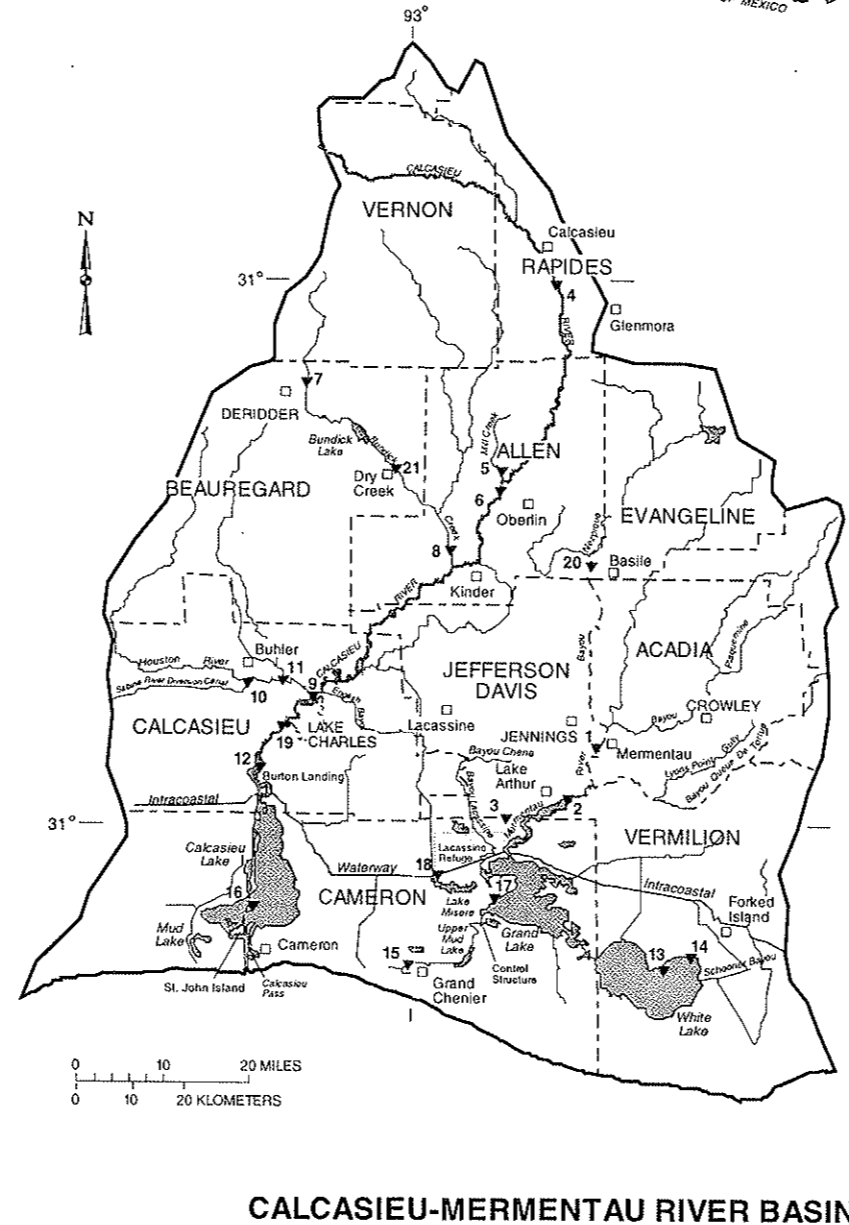 OF MEXICO
93°
CALCASIEU
VERNON
N
Calcasieu
RAPIDES
31°
4
RIVER
Glenmora
7
DERIDDER
Bundick
Lake
Bundick
21
Dry
Creek
Mill Creek
ALLEN
5
6
BEAUREGARD
Oberlin
EVANGELINE
Creek
8
Nezpique
20
Basile
Kinder
RIVER
Bayou
ACADIA
Plaquemine
Buhler
Houston River
11
CALCASIEU
JEFFERSON
DAVIS
Sabine River Diversion Canal
10
9
English
Bayou
CROWLEY
CALCASIEU
19
LAKE
CHARLES
Lacassine
JENNINGS
Bayou
Mermentau
12
Bayou Chene
River
Lyons Point Gully
Bayou Queue De Tortue
Burton Landing
Lake
Arthur
Bayou Lacassine
Intracoastal
3
Mermentau
2
31°
VERMILION
Calcasieu
Lake
Lacassine
Refuge
Waterway
18
16
CAMERON
17
Intracoastal
Lake
Misere
Forked
Island
Mud
Lake
Upper
Mud
Lake
Grand
Lake
Cameron
15
13
14
Schooner Bayou
St. John Island
Calcasieu
Pass
Grand
Chenier
Control
Structure
White
Lake
0 10 20 MILES
0 10 20 KLOMETERS
CALCASIEU-MERMENTAU RIVER BASIN